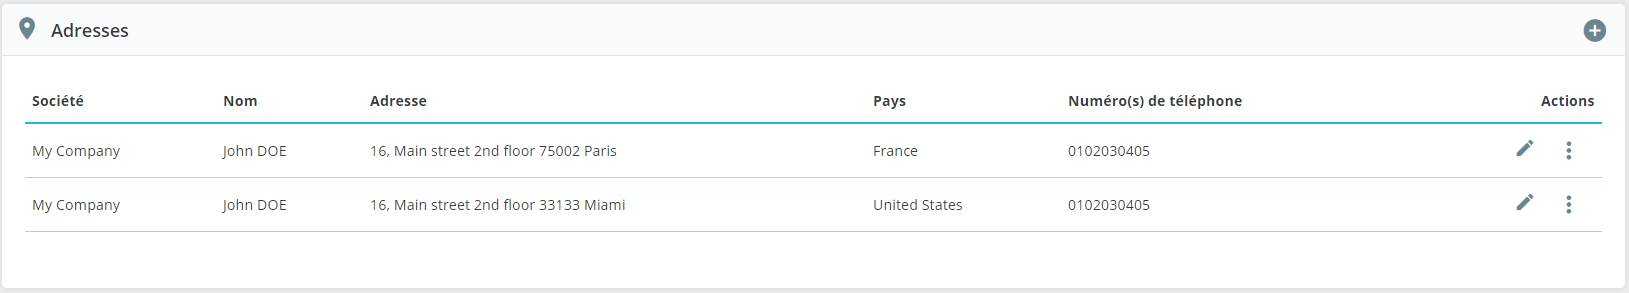 Adresses
Société Nom Adresse Pays Numéro(s) de téléphone Actions
My Company John DOE 16, Main street 2nd floor 75002 Paris France 0102030405
My Company John DOE 16, Main street 2nd floor 33133 Miami United States 0102030405